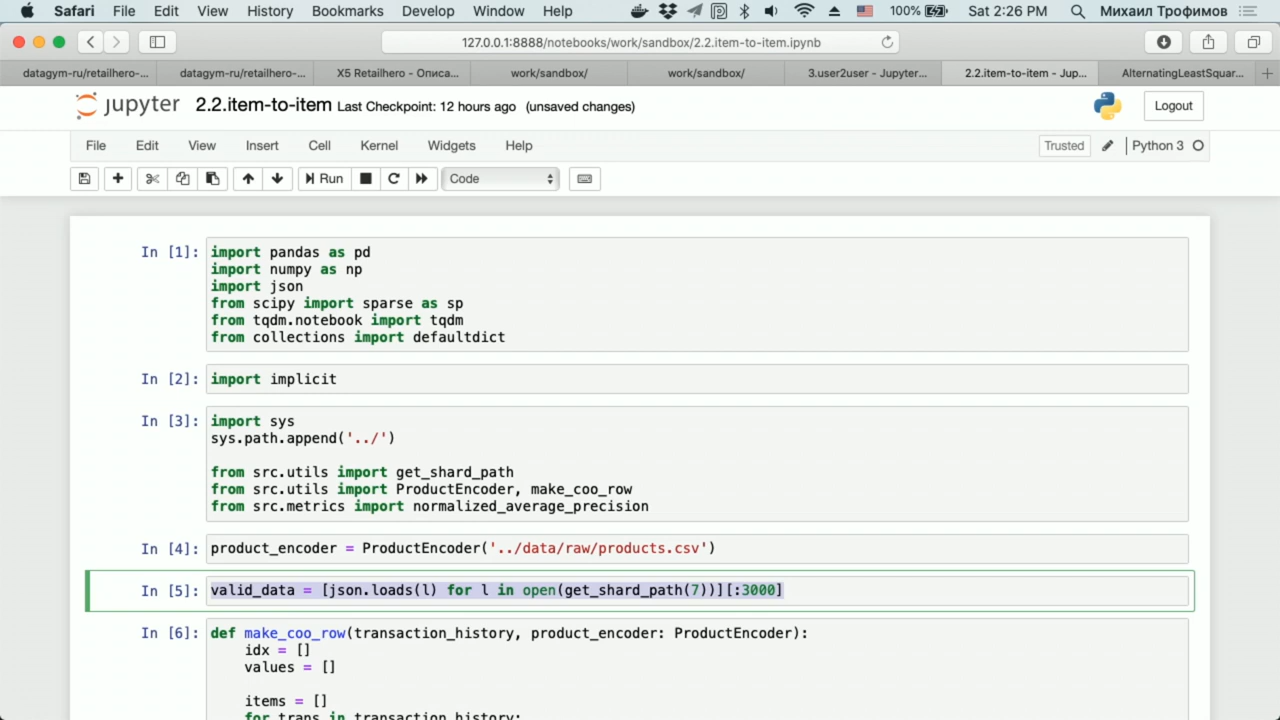 Safari File Edit View History Bookmarks Develop Window Help 100% Sat 2:26 PM Михаил Трофимов
127.0.0.1:8888/notebooks/work/sandbox/2.2.item-to-item.ipynb
datagym-ru/retailhero-... datagym-ru/retailhero-... X5 Retailhero - Описа... work/sandbox/ work/sandbox/ 3.user2user - Jupyter... 2.2.item-to-item - Jup... AlternatingLeastSquar...
jupyter 2.2.item-to-item Last Checkpoint: 12 hours ago (unsaved changes) Logout
File Edit View Insert Cell Kernel Widgets Help Trusted Python 3
Run Code
In [1]: import pandas as pd
import numpy as np
import json
from scipy import sparse as sp
from tqdm.notebook import tqdm
from collections import defaultdict
In [2]: import implicit
In [3]: import sys
sys.path.append('../')
from src.utils import get_shard_path
from src.utils import ProductEncoder, make_coo_row
from src.metrics import normalized_average_precision
In [4]: product_encoder = ProductEncoder('../data/raw/products.csv')
In [5]: valid_data = [json.loads(l) for l in open(get_shard_path(7))][:3000]
In [6]: def make_coo_row(transaction_history, product_encoder: ProductEncoder):
idx = []
values = []
items = []
for trans in transaction_history: